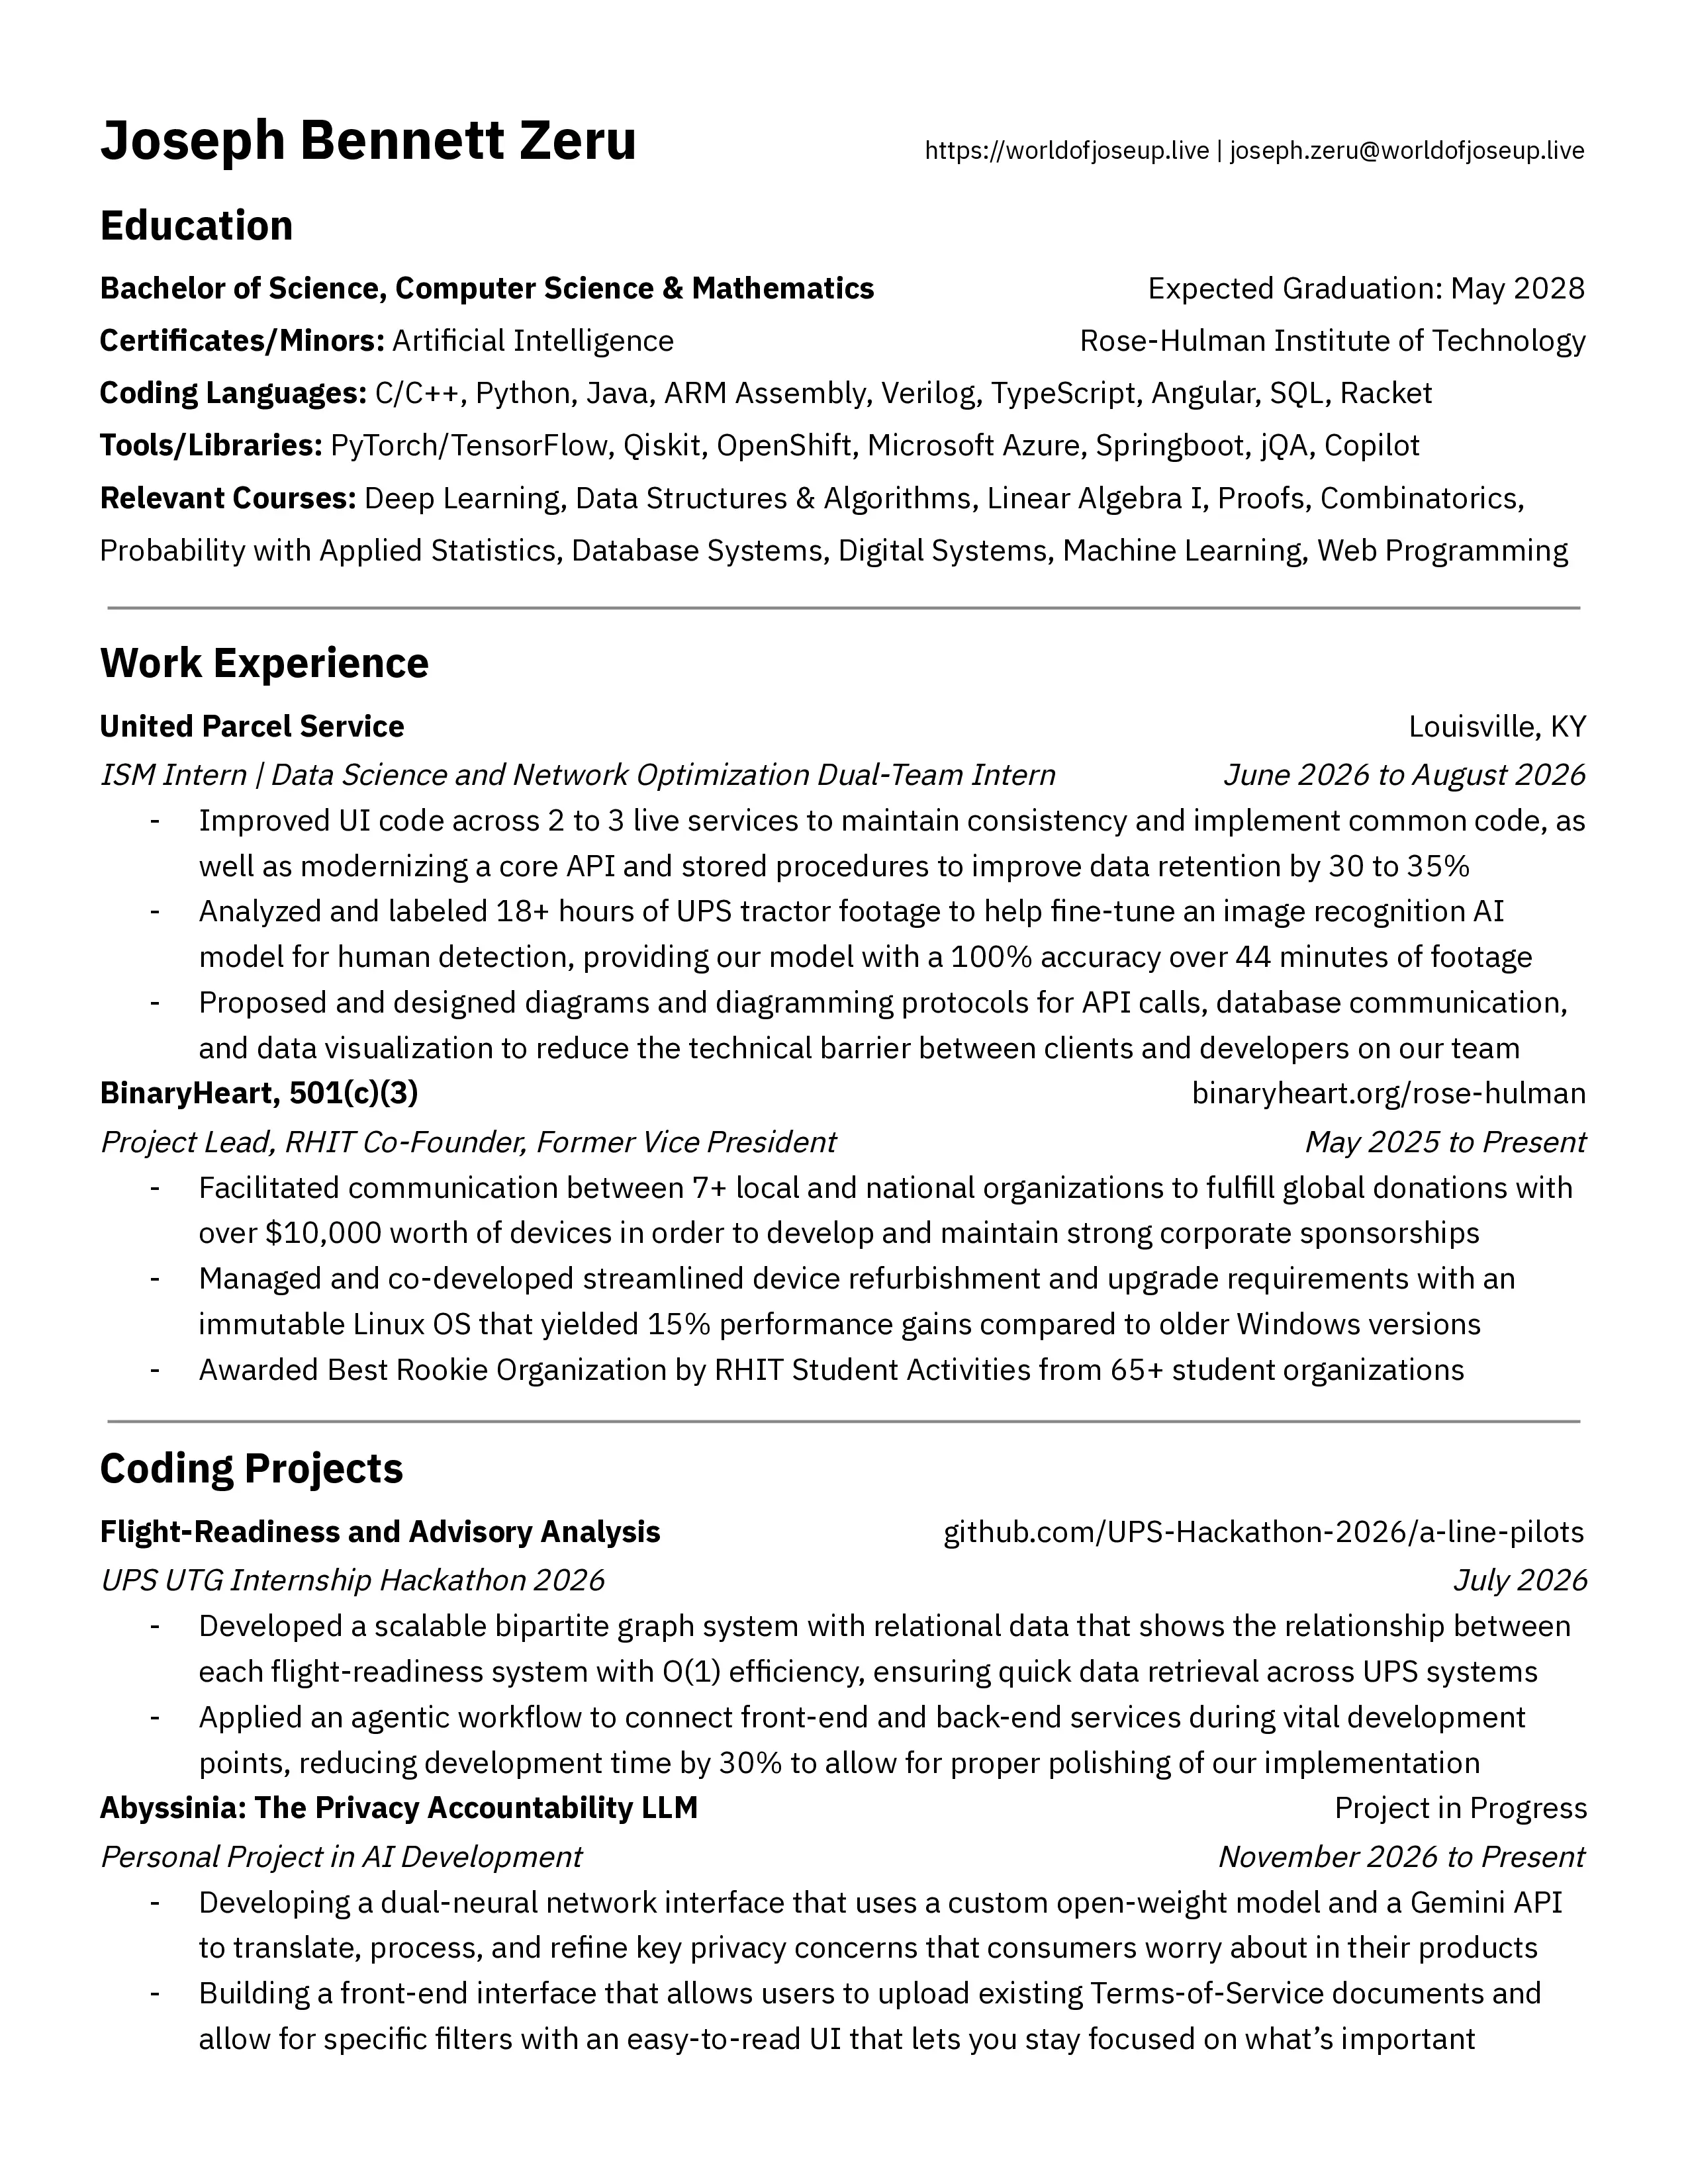 Joseph Bennett Zeru
https://worldofjoseup.live | joseph.zeru@worldofjoseup.live
Education
Bachelor of Science, Computer Science & Mathematics
Expected Graduation: May 2028
Certificates/Minors: Artificial Intelligence
Rose-Hulman Institute of Technology
Coding Languages: C/C++, Python, Java, ARM Assembly, Verilog, TypeScript, Angular, SQL, Racket
Tools/Libraries: PyTorch/TensorFlow, Qiskit, OpenShift, Microsoft Azure, Springboot, jQA, Copilot
Relevant Courses: Deep Learning, Data Structures & Algorithms, Linear Algebra I, Proofs, Combinatorics,
Probability with Applied Statistics, Database Systems, Digital Systems, Machine Learning, Web Programming
Work Experience
United Parcel Service
Louisville, KY
ISM Intern | Data Science and Network Optimization Dual-Team Intern
June 2026 to August 2026
- Improved UI code across 2 to 3 live services to maintain consistency and implement common code, as
well as modernizing a core API and stored procedures to improve data retention by 30 to 35%
- Analyzed and labeled 18+ hours of UPS tractor footage to help fine-tune an image recognition AI
model for human detection, providing our model with a 100% accuracy over 44 minutes of footage
- Proposed and designed diagrams and diagramming protocols for API calls, database communication,
and data visualization to reduce the technical barrier between clients and developers on our team
BinaryHeart, 501(c)(3)
binaryheart.org/rose-hulman
Project Lead, RHIT Co-Founder, Former Vice President
May 2025 to Present
- Facilitated communication between 7+ local and national organizations to fulfill global donations with
over $10,000 worth of devices in order to develop and maintain strong corporate sponsorships
- Managed and co-developed streamlined device refurbishment and upgrade requirements with an
immutable Linux OS that yielded 15% performance gains compared to older Windows versions
- Awarded Best Rookie Organization by RHIT Student Activities from 65+ student organizations
Coding Projects
Flight-Readiness and Advisory Analysis
github.com/UPS-Hackathon-2026/a-line-pilots
UPS UTG Internship Hackathon 2026
July 2026
- Developed a scalable bipartite graph system with relational data that shows the relationship between
each flight-readiness system with O(1) efficiency, ensuring quick data retrieval across UPS systems
- Applied an agentic workflow to connect front-end and back-end services during vital development
points, reducing development time by 30% to allow for proper polishing of our implementation
Abyssinia: The Privacy Accountability LLM
Project in Progress
Personal Project in AI Development
November 2026 to Present
- Developing a dual-neural network interface that uses a custom open-weight model and a Gemini API
to translate, process, and refine key privacy concerns that consumers worry about in their products
- Building a front-end interface that allows users to upload existing Terms-of-Service documents and
allow for specific filters with an easy-to-read UI that lets you stay focused on what’s important